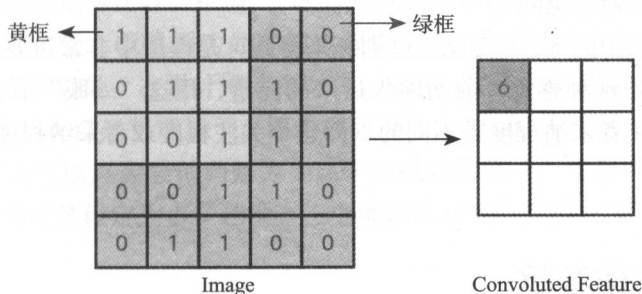 黄框
绿框
1 1 1 0 0
0 1 1 1 0
6
0 0 1 1 1
0 0 1 1 0
0 1 1 0 0
Image
Convoluted Feature